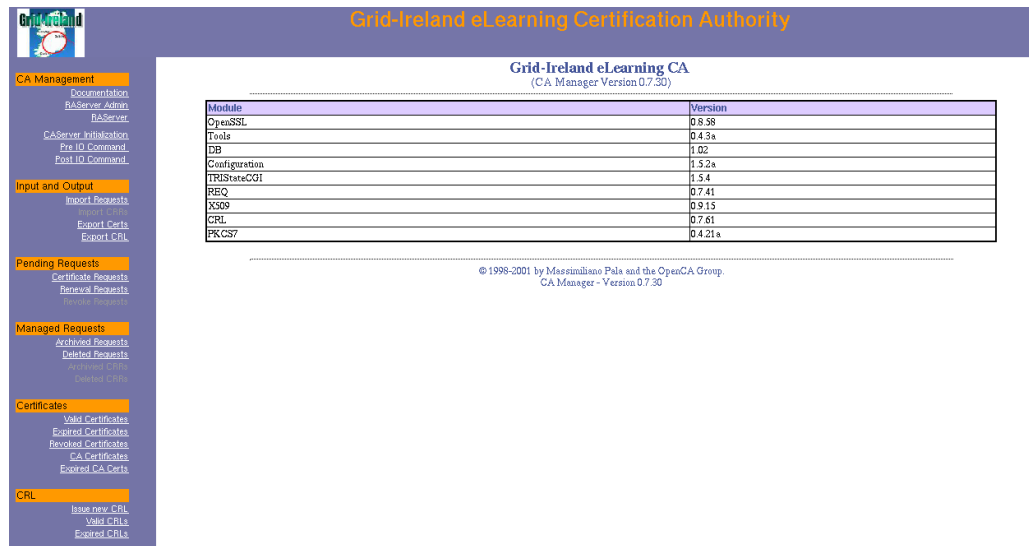 Grid-Ireland
Grid-Ireland eLearning Certification Authority
CA Management
Documentation
RAServer Admin
RAServer
CAServer Initialization
Pre IO Command
Post IO Command
Input and Output
Import Requests
Import CRRs
Export Certs
Export CRL
Pending Requests
Certificate Requests
Renewal Requests
Revoke Requests
Managed Requests
Archivied Requests
Deleted Requests
Archivied CRRs
Deleted CRRs
Certificates
Valid Certificates
Expired Certificates
Revoked Certificates
CA Certificates
Expired CA Certs
CRL
Issue new CRL
Valid CRLs
Expired CRLs
Grid-Ireland eLearning CA
(CA Manager Version 0.7.30)
Module Version
OpenSSL 0.8.58
Tools 0.4.3a
DB 1.02
Configuration 1.5.2a
TRIStateCGI 1.5.4
REQ 0.7.41
X509 0.9.15
CRL 0.7.61
PKCS7 0.4.21a
© 1998-2001 by Massimiliano Pala and the OpenCA Group.
CA Manager - Version 0.7.30